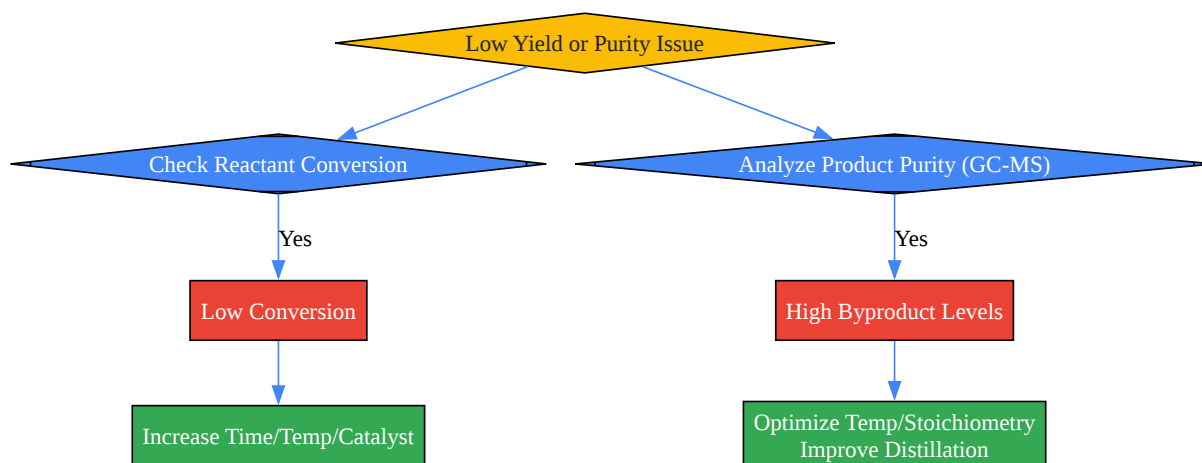 Low Yield or Purity Issue
Check Reactant Conversion
Analyze Product Purity (GC-MS)
Yes
Yes
Low Conversion
High Byproduct Levels
Increase Time/Temp/Catalyst
Optimize Temp/Stoichiometry
Improve Distillation